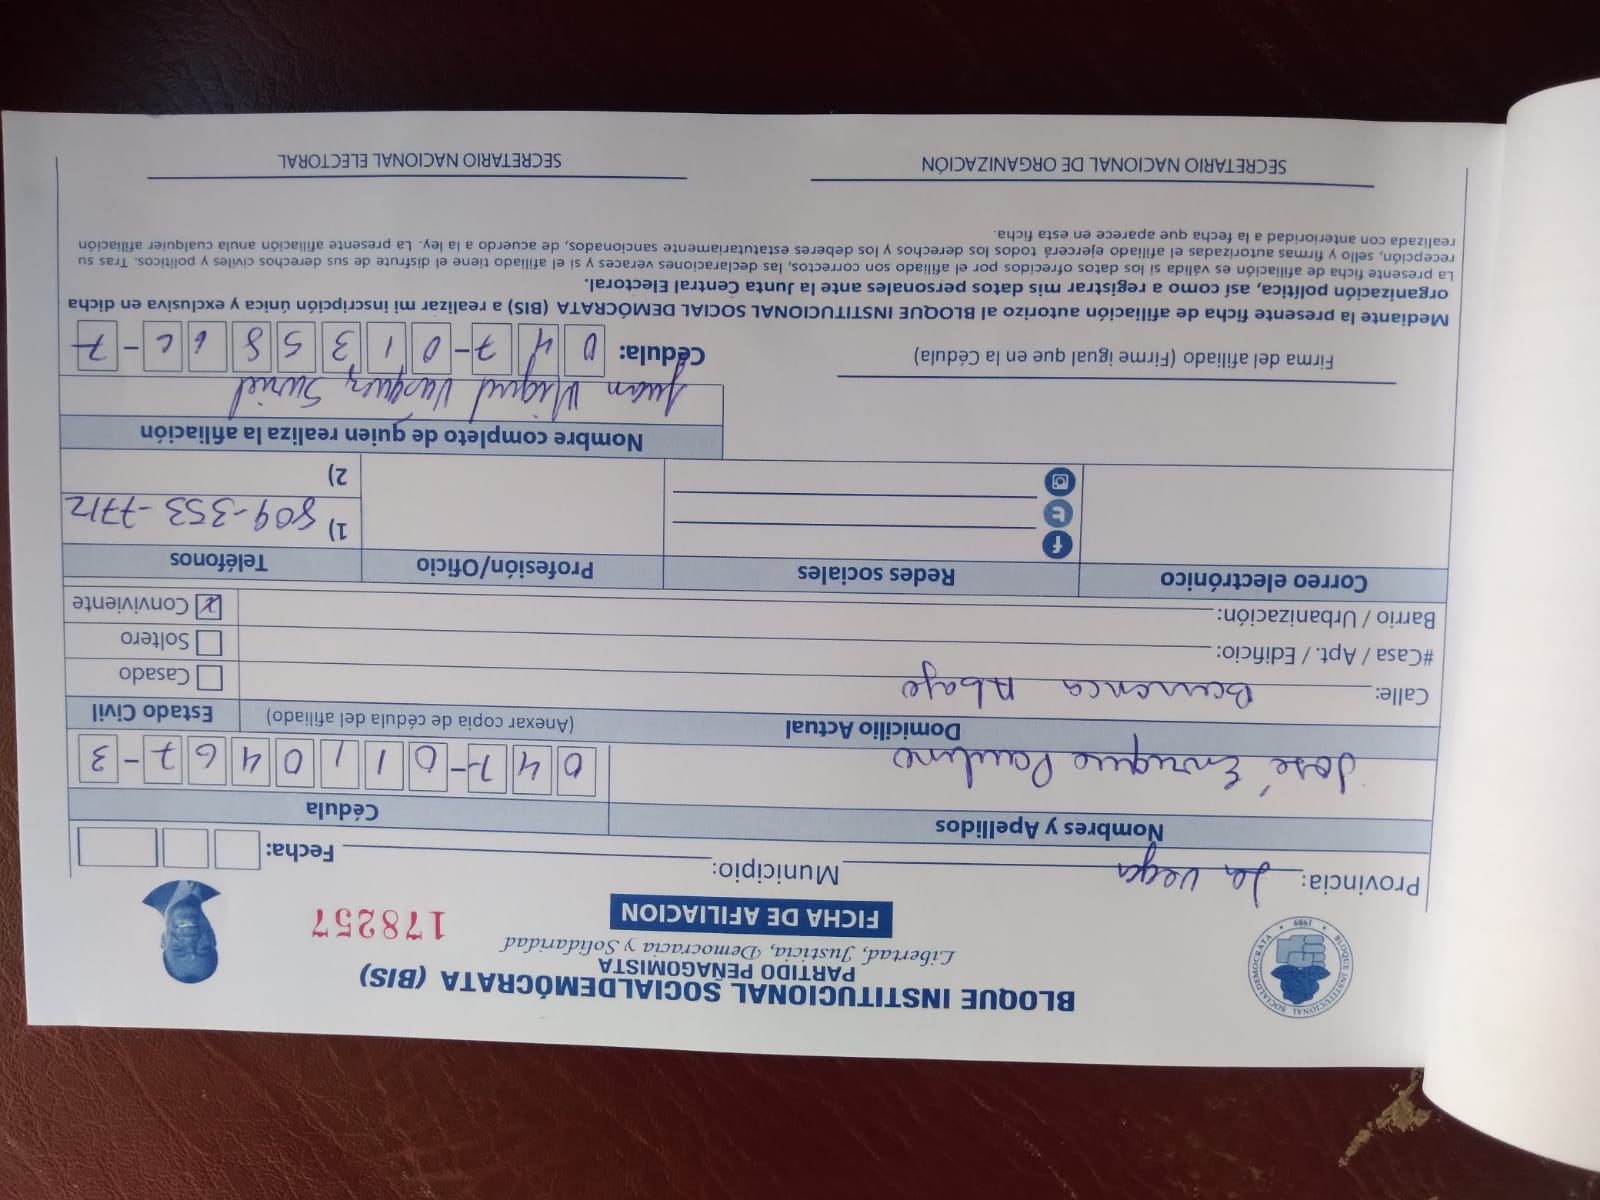 BLOQUE INSTITUCIONAL SOCIALDEMÓCRATA (BIS)
PARTIDO PEÑAGOMISTA
Libertad, Justicia, Democracia y Solidaridad
FICHA DE AFILIACION
178257
BLOQUE INSTITUCIONAL SOCIALDEMOCRATA
1989
Provincia: La Vega Municipio: Fecha:
Nombres y Apellidos Cédula
José Enrique Paulino 047-0110467-3
Domicilio Actual (Anexar copia de cédula del afiliado) Estado Civil
Calle: Barranca Abajo
Casado
#Casa / Apt. / Edificio:
Soltero
Barrio / Urbanización:
x Conviviente
Correo electrónico Redes sociales Profesión/Oficio Teléfonos
1) 809-353-7712
2)
Nombre completo de quien realiza la afiliación
Juan Miguel Vasquez Suriel
Firma del afiliado (Firme igual que en la Cédula)
Cédula: 047-013586-7
Mediante la presente ficha de afiliación autorizo al BLOQUE INSTITUCIONAL SOCIAL DEMÓCRATA (BIS) a realizar mi inscripción única y exclusiva en dicha
organización política, así como a registrar mis datos personales ante la Junta Central Electoral.
La presente ficha de afiliación es válida si los datos ofrecidos por el afiliado son correctos, las declaraciones veraces y si el afiliado tiene el disfrute de sus derechos civiles y políticos. Tras su
recepción, sello y firmas autorizadas el afiliado ejercerá todos los derechos y los deberes estatutariamente sancionados, de acuerdo a la ley. La presente afiliación anula cualquier afiliación
realizada con anterioridad a la fecha que aparece en esta ficha.
SECRETARIO NACIONAL DE ORGANIZACIÓN
SECRETARIO NACIONAL ELECTORAL